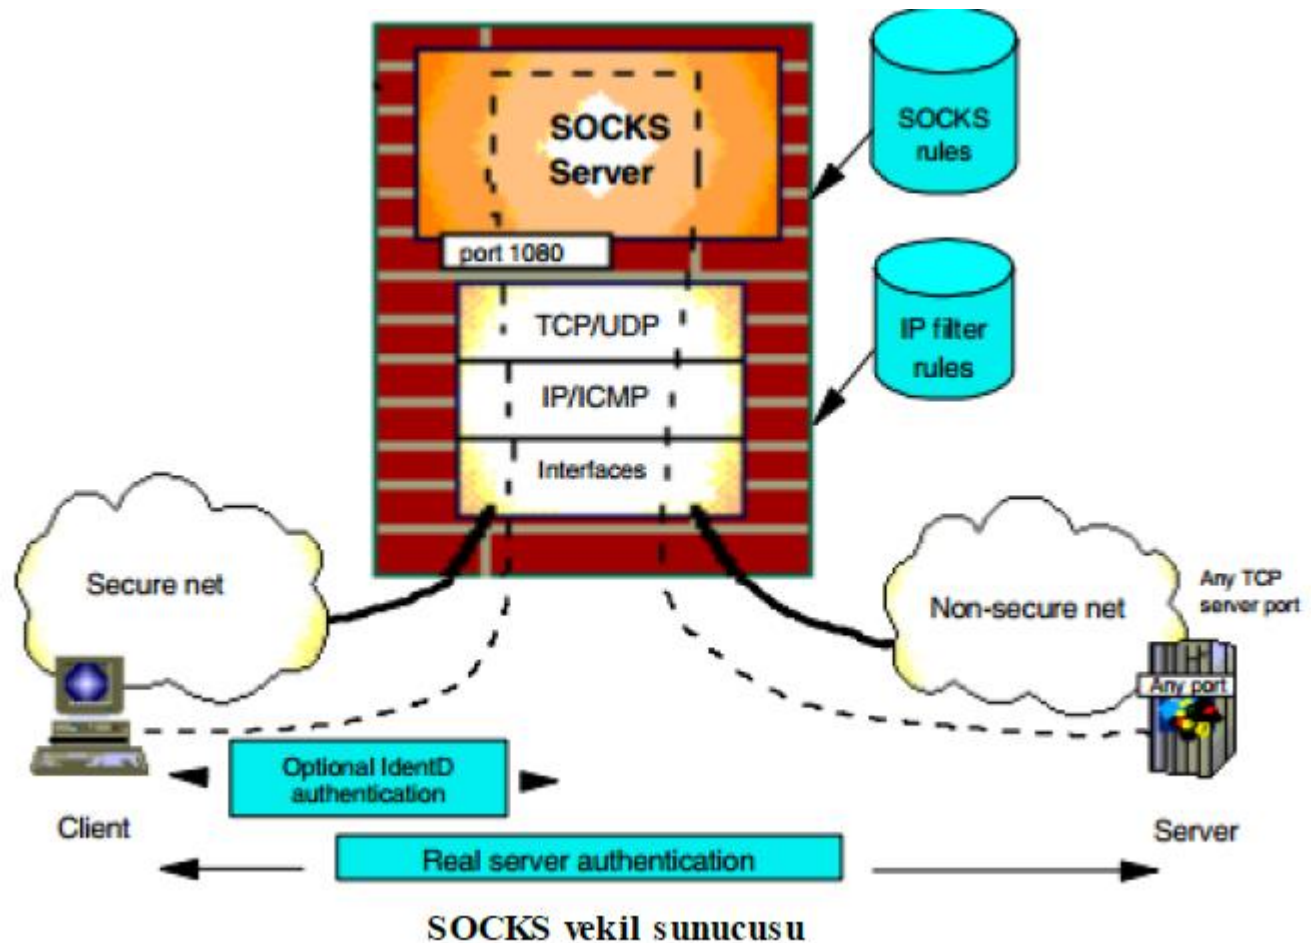 SOCKS
Server
SOCKS
rules
port 1080
TCP/UDP
IP filter
rules
IP/ICMP
Interfaces
Secure net
Non-secure net
Any TCP
server port
Any port
Optional IdentD
authentication
Client
Server
Real server authentication
SOCKS vekil sunucusu